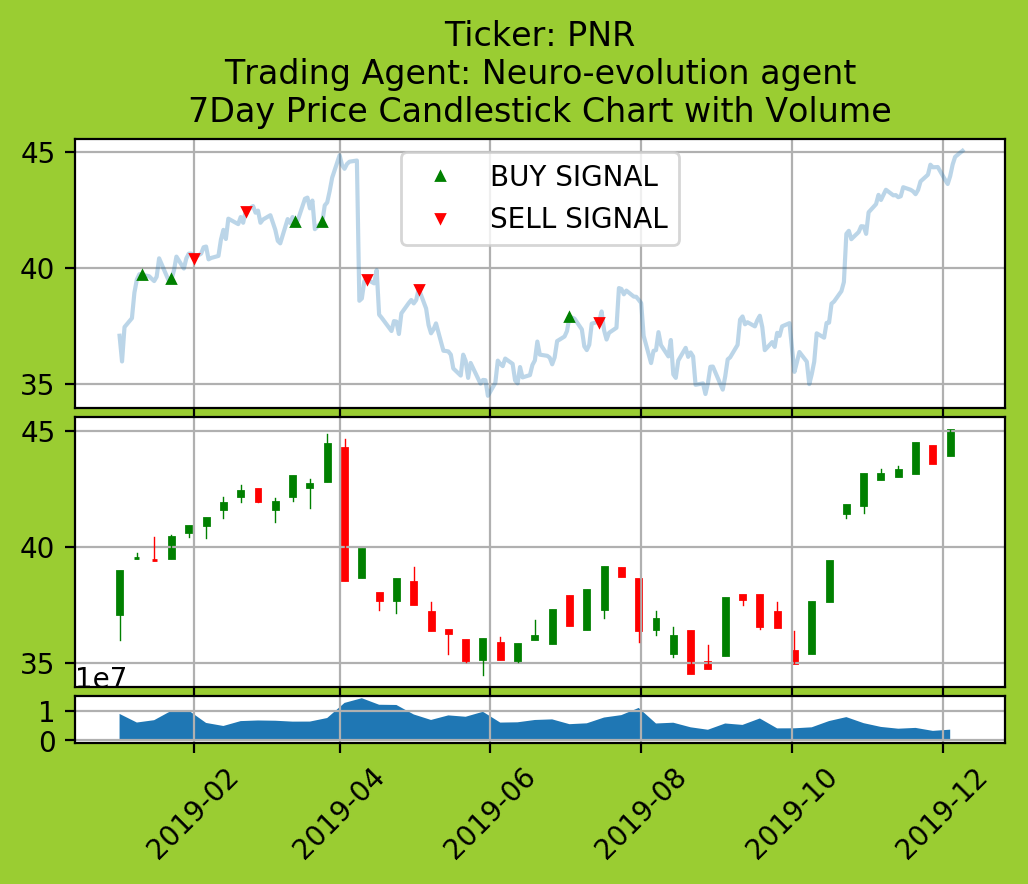 Ticker: PNR
Trading Agent: Neuro-evolution agent
7Day Price Candlestick Chart with Volume
45
40
35
BUY SIGNAL
SELL SIGNAL
45
40
35
1e7
1
0
2019-02
2019-04
2019-06
2019-08
2019-10
2019-12